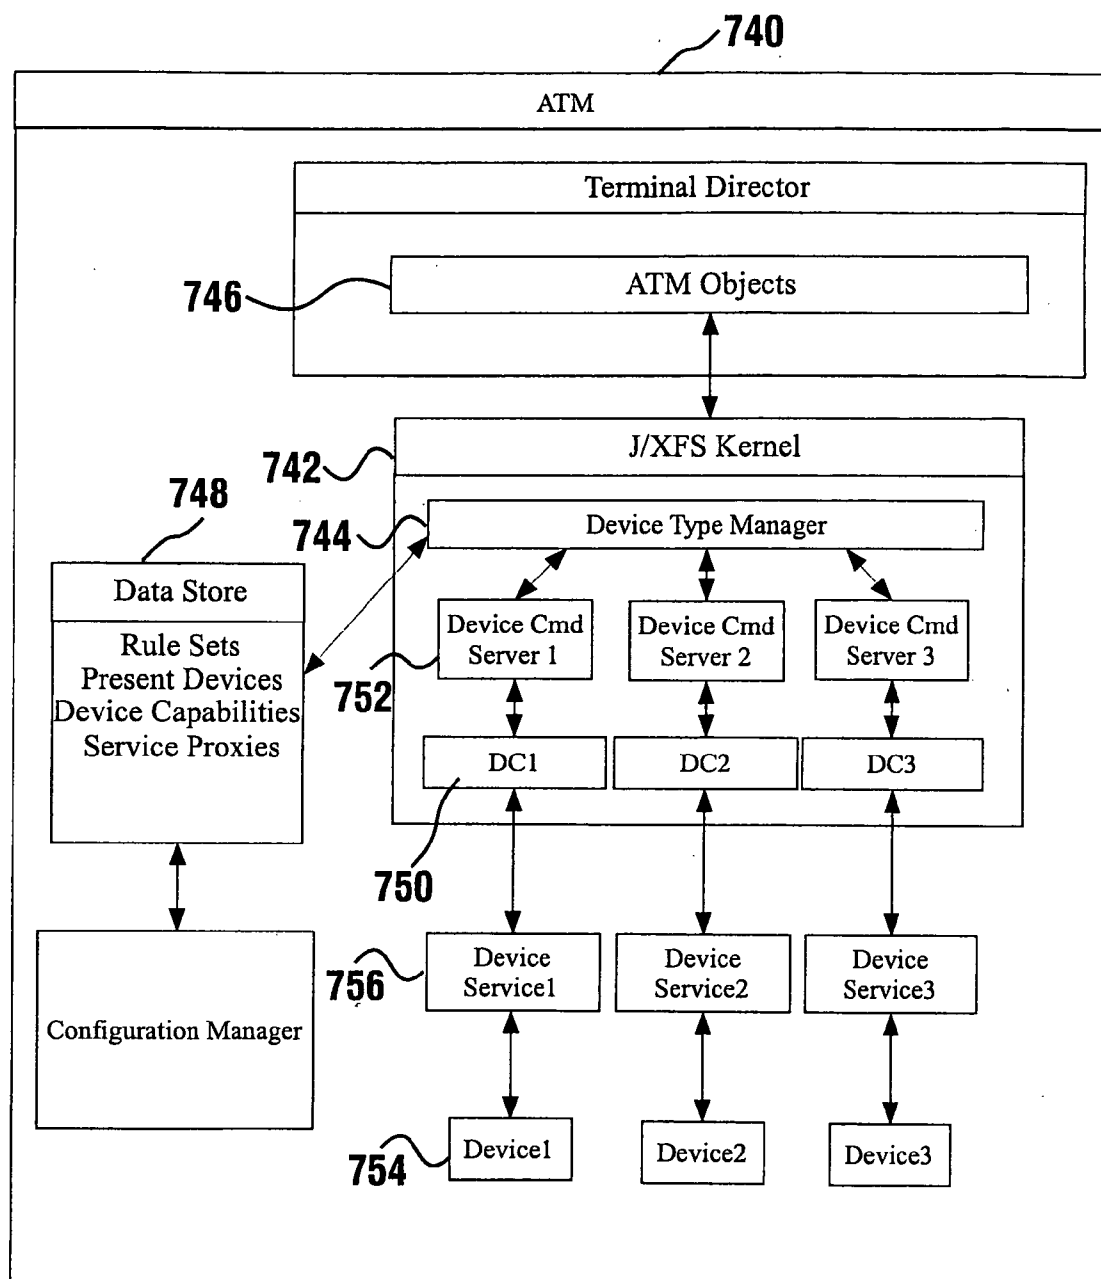 740
ATM
Terminal Director
746
ATM Objects
742
J/XFS Kernel
748
744
Device Type Manager
Data Store
Rule Sets
Present Devices
Device Capabilities
Service Proxies
752
Device Cmd
Server 1
Device Cmd
Server 2
Device Cmd
Server 3
DC1
DC2
DC3
750
756
Device
Service1
Device
Service2
Device
Service3
Configuration Manager
754
Device1
Device2
Device3